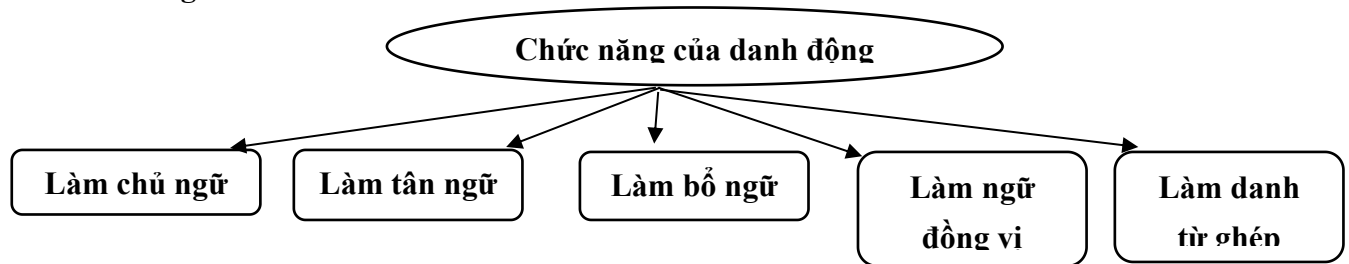 Chức năng của danh động
Làm chủ ngữ
Làm tân ngữ
Làm bổ ngữ
Làm ngữ
đồng vị
Làm danh
từ ghép